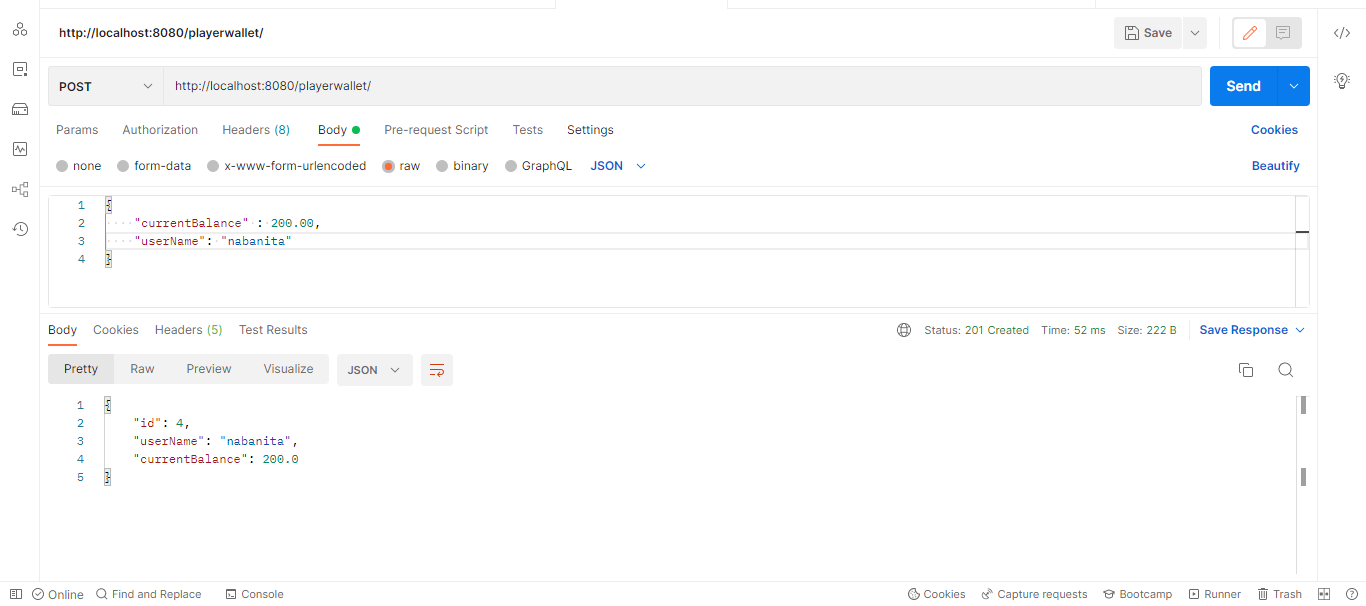 http://localhost:8080/playerwallet/
Save
POST
http://localhost:8080/playerwallet/
Send
Params Authorization Headers (8) Body Pre-request Script Tests Settings Cookies
none form-data x-www-form-urlencoded raw binary GraphQL JSON Beautify
1 {
2 ····"currentBalance"·:·200.00,
3 ····"userName":·"nabanita"
4 }
Body Cookies Headers (5) Test Results Status: 201 Created Time: 52 ms Size: 222 B Save Response
Pretty Raw Preview Visualize JSON
1 {
2 "id": 4,
3 "userName": "nabanita",
4 "currentBalance": 200.0
5 }
Online Find and Replace Console Cookies Capture requests Bootcamp Runner Trash